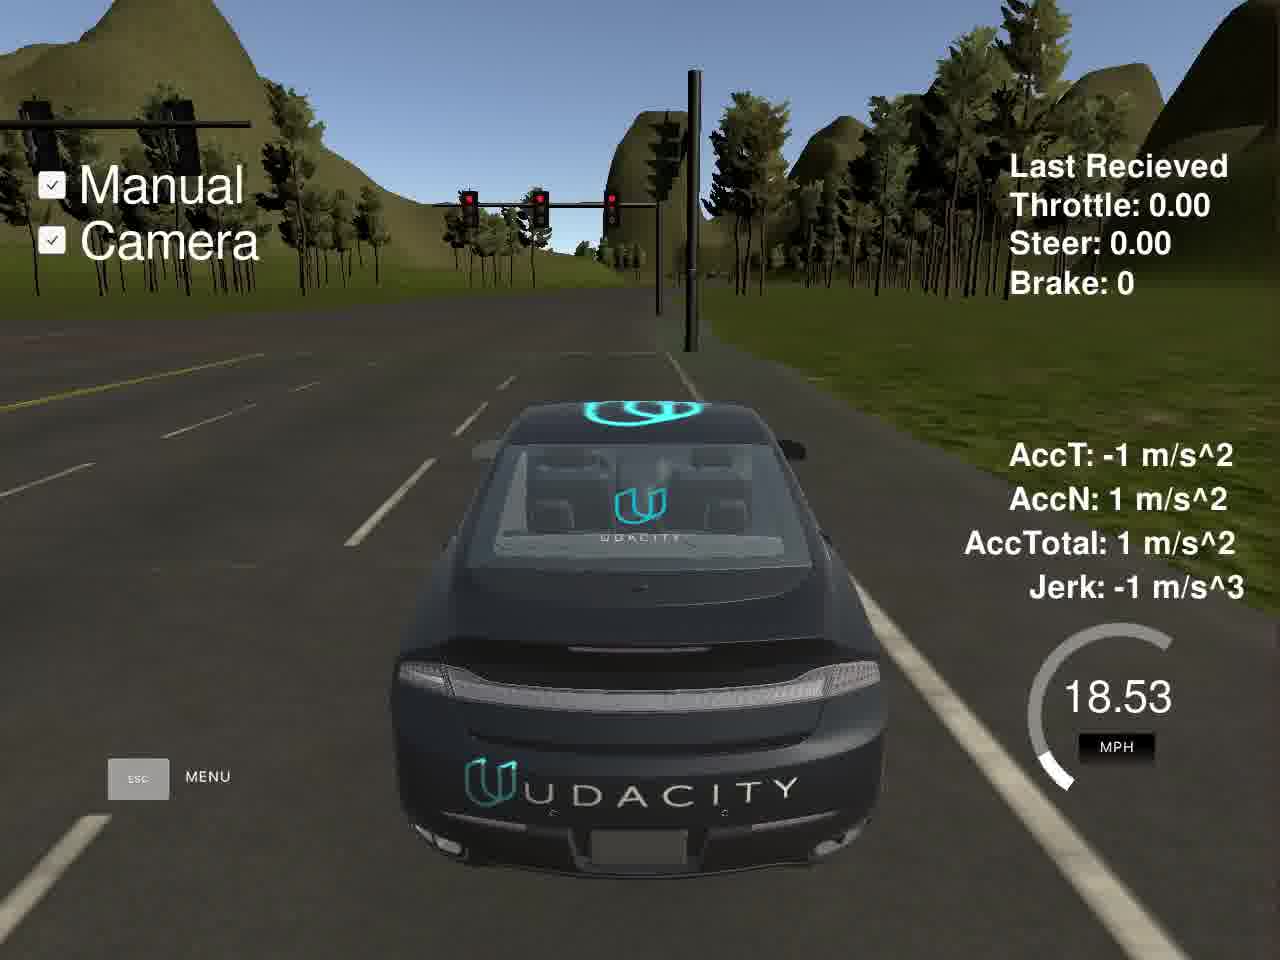 Manual
Camera
Last Recieved
Throttle: 0.00
Steer: 0.00
Brake: 0
AccT: -1 m/s^2
AccN: 1 m/s^2
AccTotal: 1 m/s^2
Jerk: -1 m/s^3
UDACITY
18.53
MPH
ESC
MENU
UDACITY